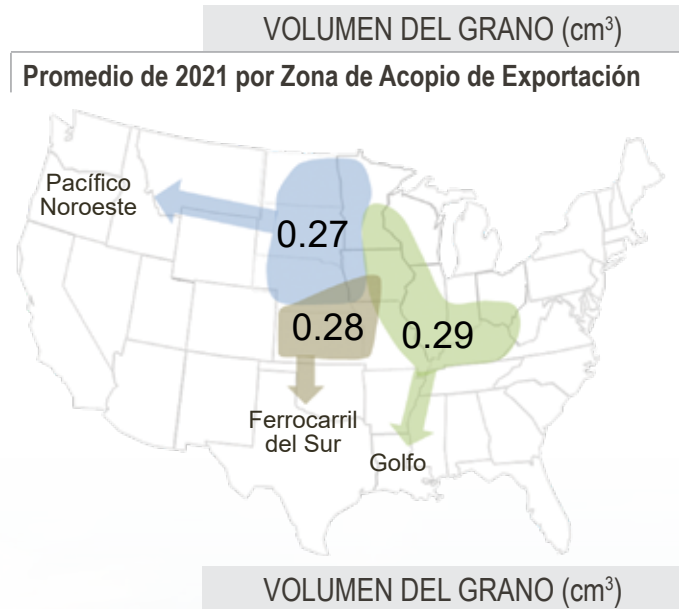 VOLUMEN DEL GRANO (cm³)
Promedio de 2021 por Zona de Acopio de Exportación
Pacífico
Noroeste
0.27
0.28
0.29
Ferrocarril
del Sur
Golfo
VOLUMEN DEL GRANO (cm³)